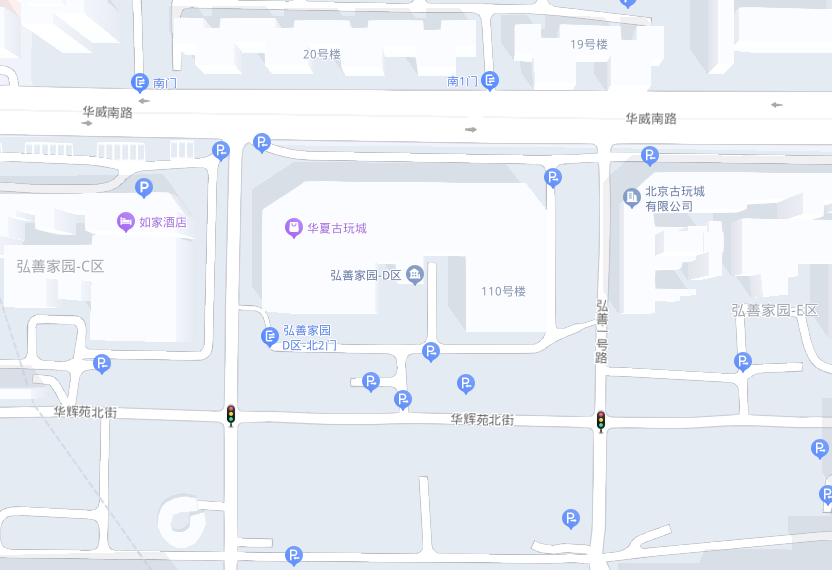 20号楼
19号楼
南门
南1门
华威南路
华威南路
P
如家酒店
华夏古玩城
北京古玩城
有限公司
弘善家园-C区
弘善家园-D区
110号楼
弘善一号路
弘善家园-E区
弘善家园
D区-北2门
华辉苑北街
华辉苑北街